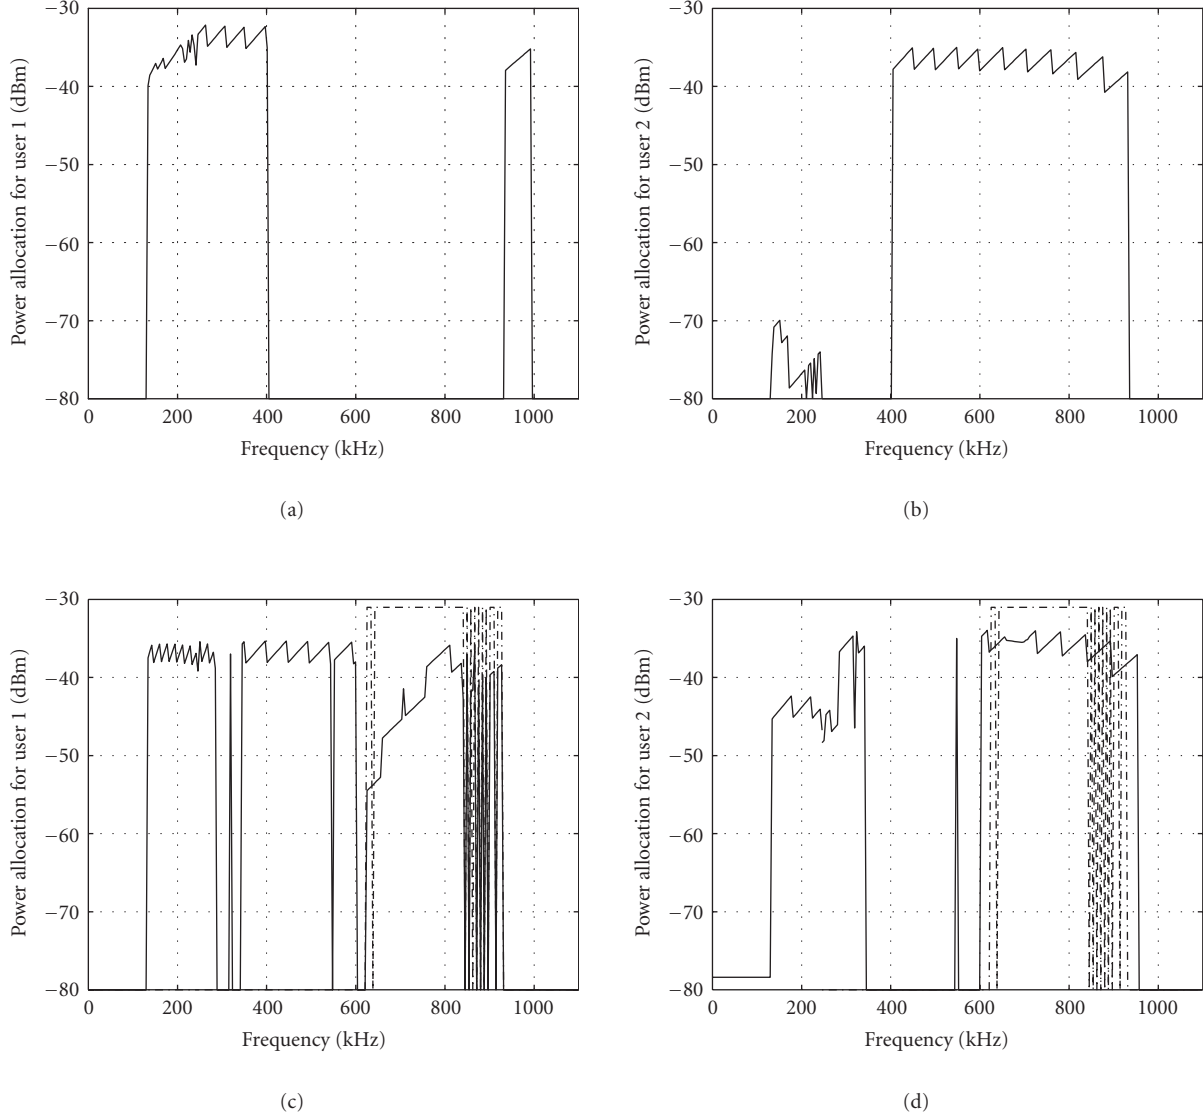 Power allocation for user 1 (dBm)
−30
−40
−50
−60
−70
−80
0 200 400 600 800 1000
Frequency (kHz)
(a)
Power allocation for user 2 (dBm)
−30
−40
−50
−60
−70
−80
0 200 400 600 800 1000
Frequency (kHz)
(b)
Power allocation for user 1 (dBm)
−30
−40
−50
−60
−70
−80
0 200 400 600 800 1000
Frequency (kHz)
(c)
Power allocation for user 2 (dBm)
−30
−40
−50
−60
−70
−80
0 200 400 600 800 1000
Frequency (kHz)
(d)